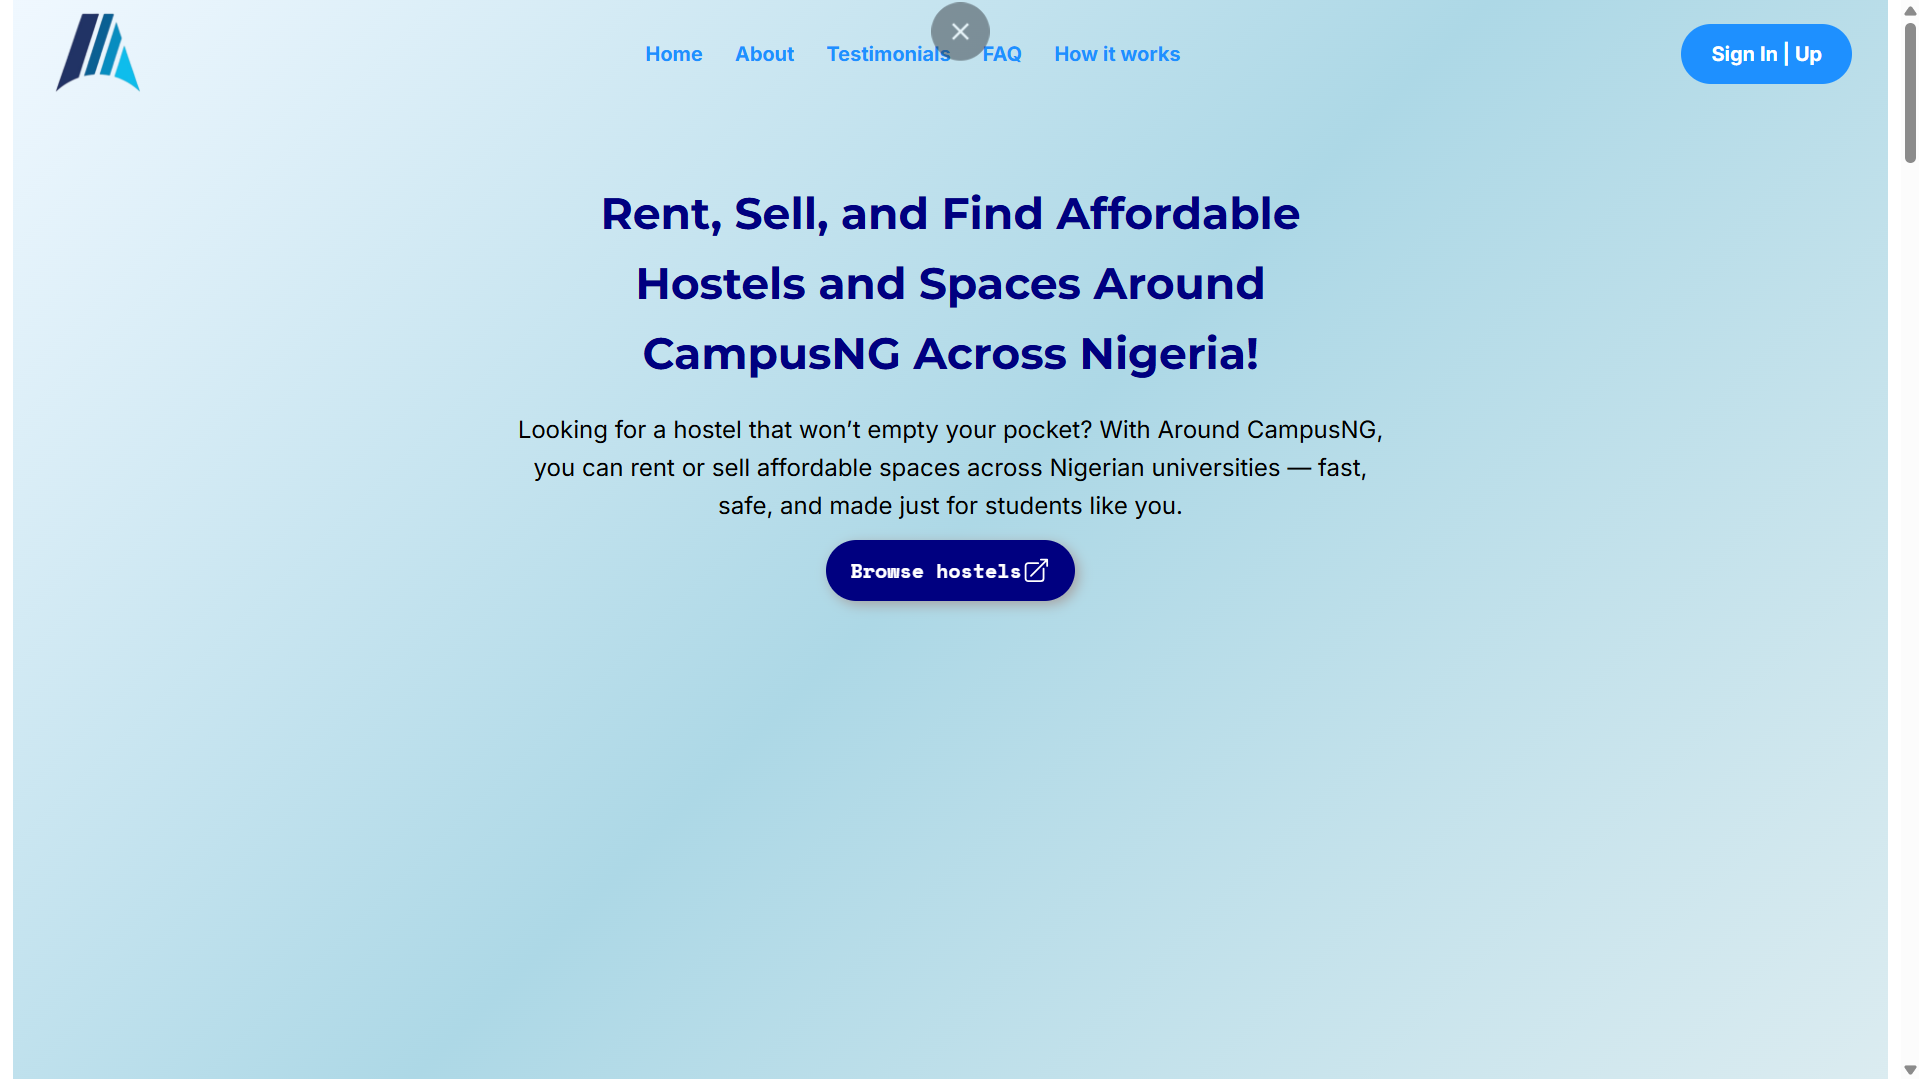 Home About Testimonials FAQ How it works Sign In | Up
Rent, Sell, and Find Affordable
Hostels and Spaces Around
CampusNG Across Nigeria!
Looking for a hostel that won’t empty your pocket? With Around CampusNG,
you can rent or sell affordable spaces across Nigerian universities — fast,
safe, and made just for students like you.
Browse hostels